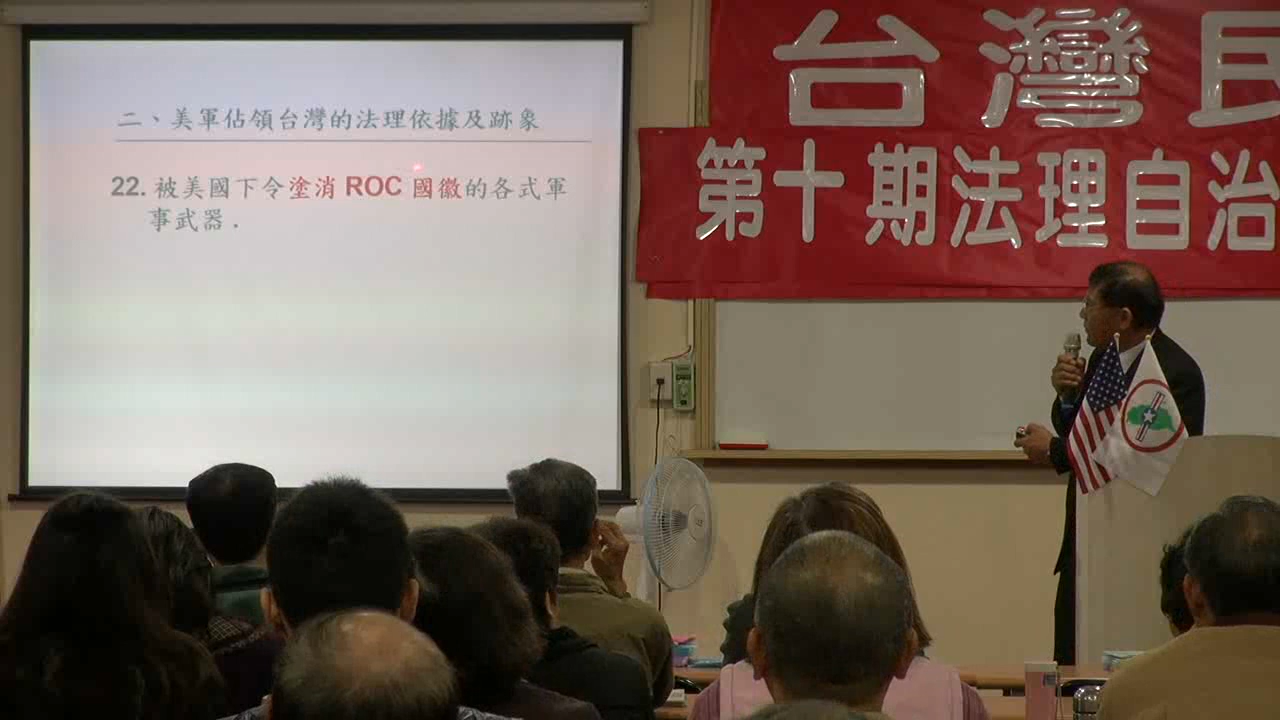 二、美軍佔領台灣的法理依據及跡象
22. 被美國下令塗消 ROC 國徽的各式軍
事武器.
台灣民
第十期法理自治